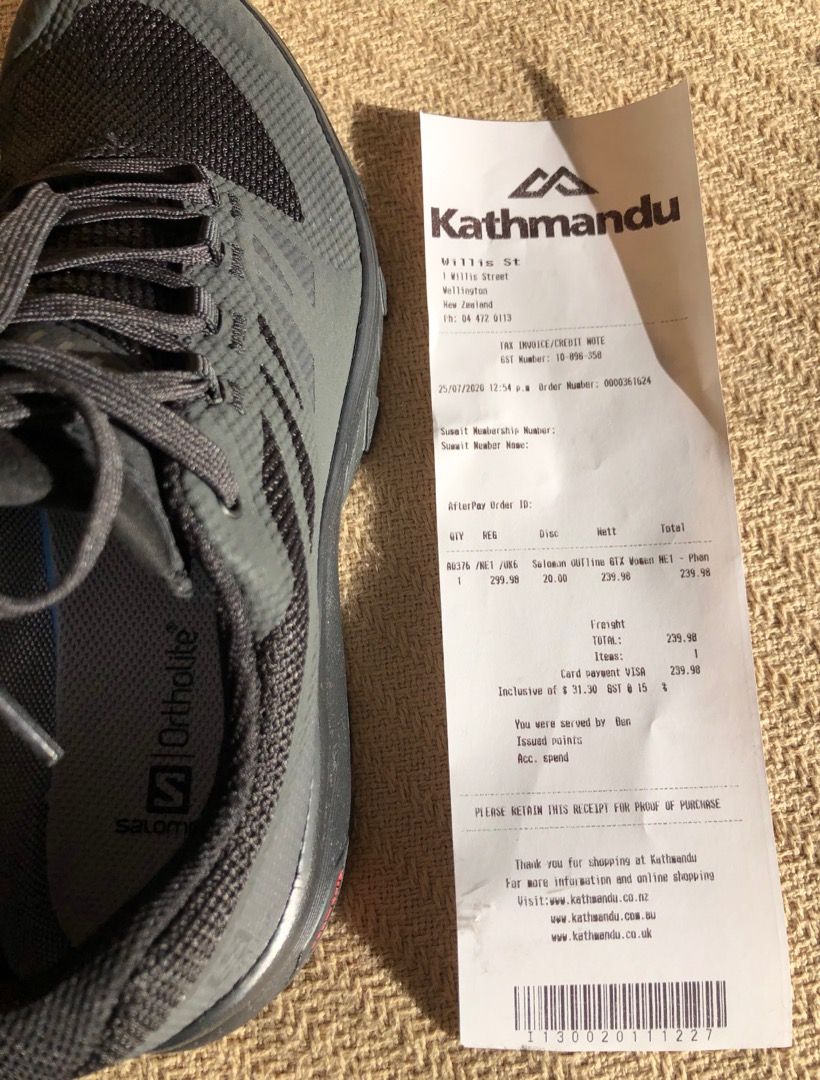 Ortholite®
S
SALOM
Kathmandu
Willis St
1 Willis Street
Wellington
New Zealand
Ph: 04 472 0113
TAX INVOICE/CREDIT NOTE
GST Number: 10-896-350
25/07/2020 12:54 p.m Order Number: 0000361624
Summit Membership Number:
Summit Member Name:
AfterPay Order ID:
QTY REG Disc Nett Total
A0376 /NE1 /UK6 Salomon OUTline GTX Women NE1 - Phan
1 299.98 20.00 239.98 239.98
Freight
TOTAL: 239.98
Items: 1
Card payment VISA 239.98
Inclusive of $ 31.30 GST @ 15 %
You were served by Ben
Issued points
Acc. spend
PLEASE RETAIN THIS RECEIPT FOR PROOF OF PURCHASE
Thank you for shopping at Kathmandu
For more information and online shopping
Visit:www.kathmandu.co.nz
www.kathmandu.com.au
www.kathmandu.co.uk
I130020111227